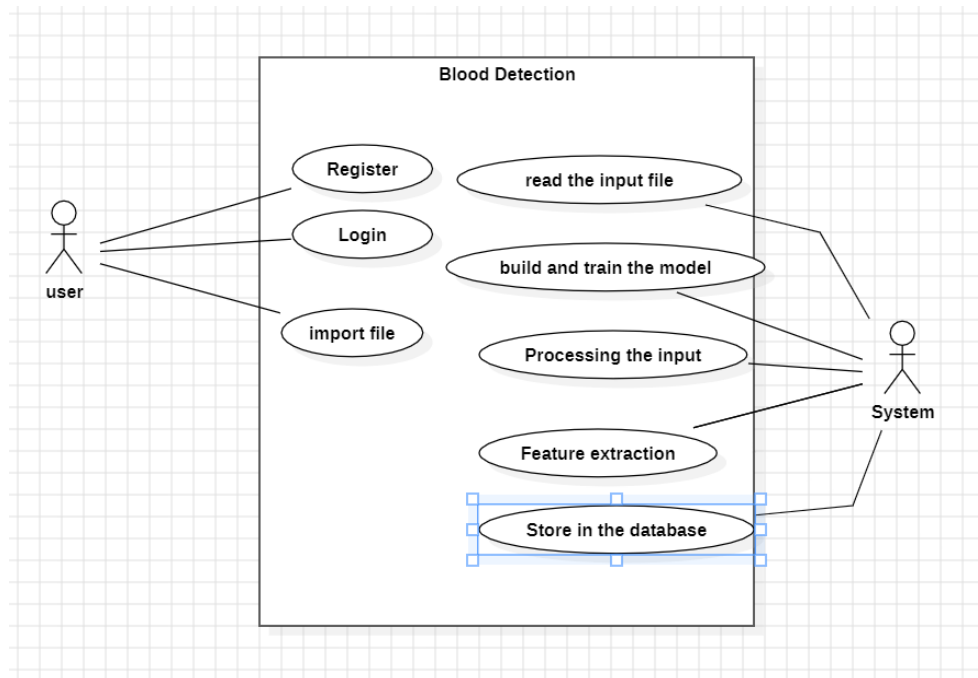 Blood Detection
Register
read the input file
Login
build and train the model
user
import file
Processing the input
System
Feature extraction
Store in the database